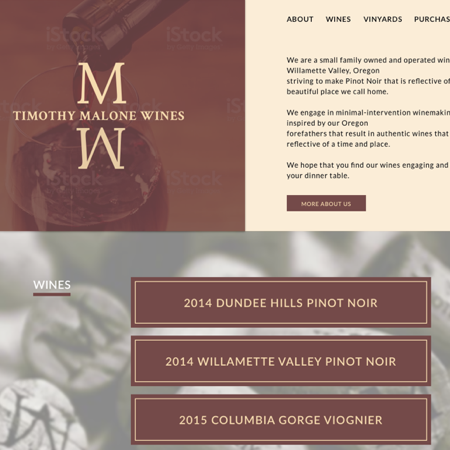 ABOUT WINES VINYARDS
M
TIMOTHY MALONE WINES
W
We are a small family owned and operated
Willamette Valley, Oregon
striving to make Pinot Noir that is reflective of
beautiful place we call home.
We engage in minimal-intervention
inspired by our Oregon
forefathers that result in authentic wines that
reflective of a time and place.
We hope that you find our wines engaging and
your dinner table.
MORE ABOUT US
iStock
iStock
iStock
iStock
WINES
2014 DUNDEE HILLS PINOT NOIR
2014 WILLAMETTE VALLEY PINOT NOIR
2015 COLUMBIA GORGE VIOGNIER